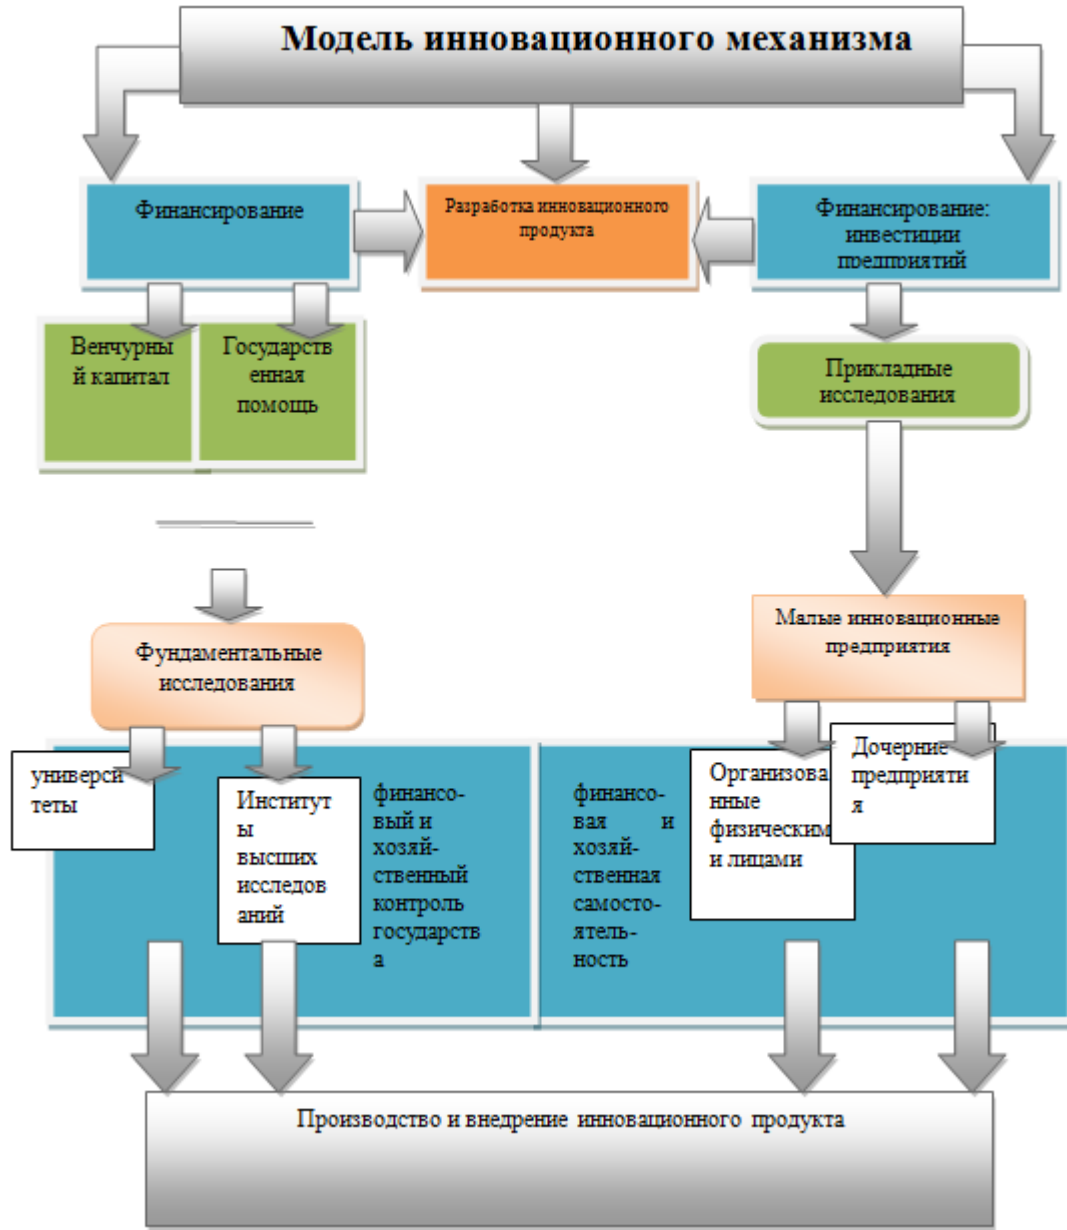 Модель инновационного механизма
Финансирование
Разработка инновационного
продукта
Финансирование:
инвестиции
предприятий
Венчурны
й капитал
Государств
енная
помощь
Прикладные
исследования
Фундаментальные
исследования
Малые инновационные
предприятия
универси
теты
Институт
ы
высших
исследов
аний
финансо-
вый и
хозяй-
ственный
контроль
государств
а
финансо-
вая и
хозяй-
ственная
самосто-
ятель-
ность
Организова
нные
физическим
и лицами
Дочерние
предприяти
я
Производство и внедрение инновационного продукта